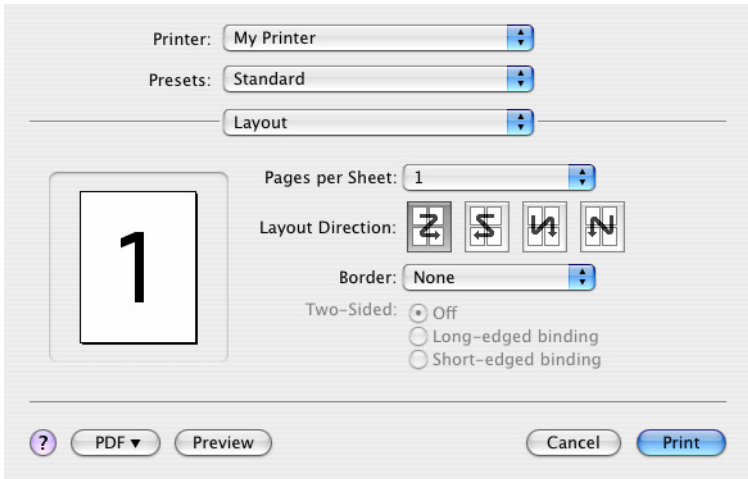 Printer: My Printer
Presets: Standard
Layout
Pages per Sheet: 1
1
Layout Direction:
Border: None
Two-Sided: Off
Long-edged binding
Short-edged binding
? PDF ▼ Preview Cancel Print